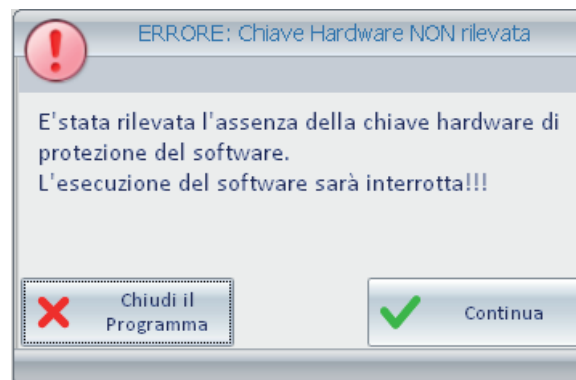 ERRORE: Chiave Hardware NON rilevata
E'stata rilevata l'assenza della chiave hardware di
protezione del software.
L'esecuzione del software sarà interrotta!!!
Chiudi il
Programma
Continua